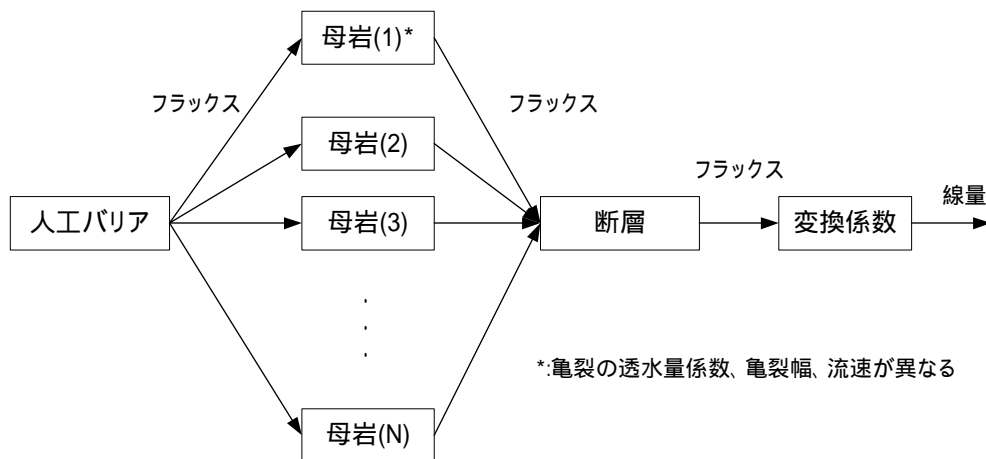 母岩(1)*
フラックス
フラックス
母岩(2)
フラックス
人工バリア
母岩(3)
断層
変換係数
線量
.
.
.
*:亀裂の透水量係数、亀裂幅、流速が異なる
母岩(N)